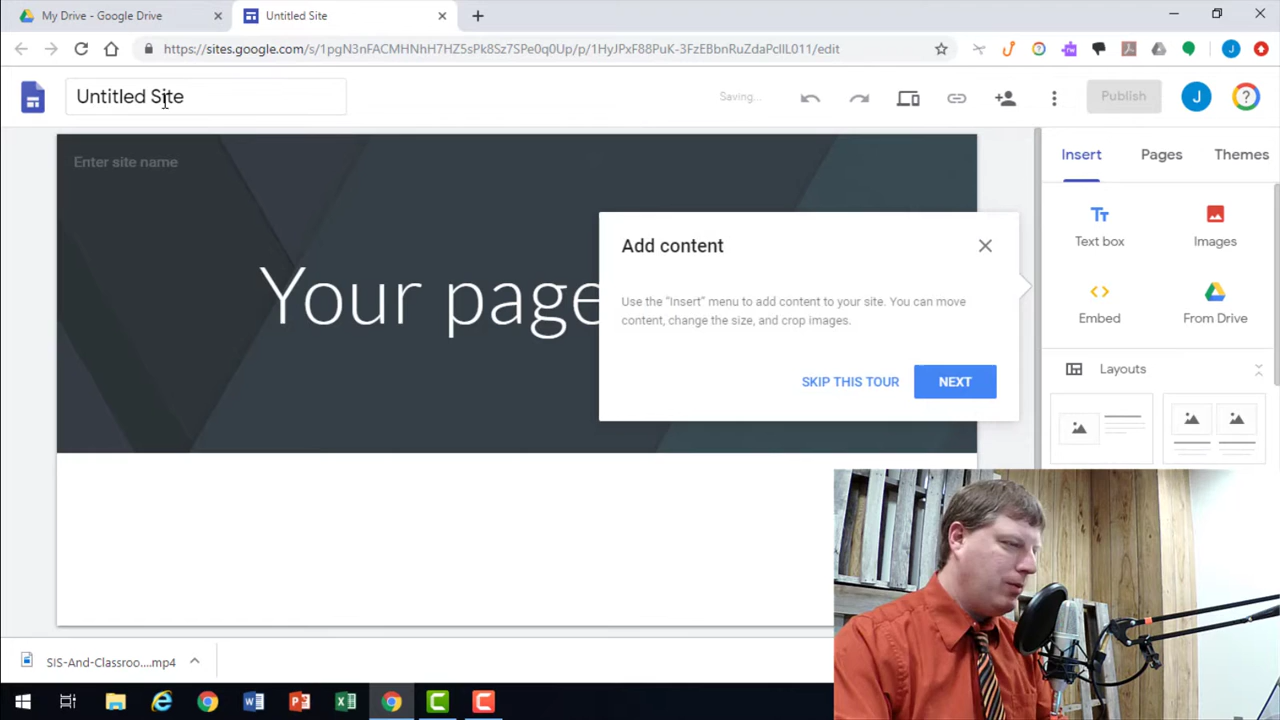 My Drive - Google Drive
Untitled Site
https://sites.google.com/s/1pgN3nFACMHNhH7HZ5sPk8Sz7SPe0q0Up/p/1HyJPxF88PuK-3FzEBbnRuZdaPclIL011/edit
J
Untitled Site
Saving...
Publish
J
Enter site name
Your page
Insert
Pages
Themes
Add content
Use the "Insert" menu to add content to your site. You can move
content, change the size, and crop images.
SKIP THIS TOUR
NEXT
Text box
Images
Embed
From Drive
Layouts
SIS-And-Classroo....mp4